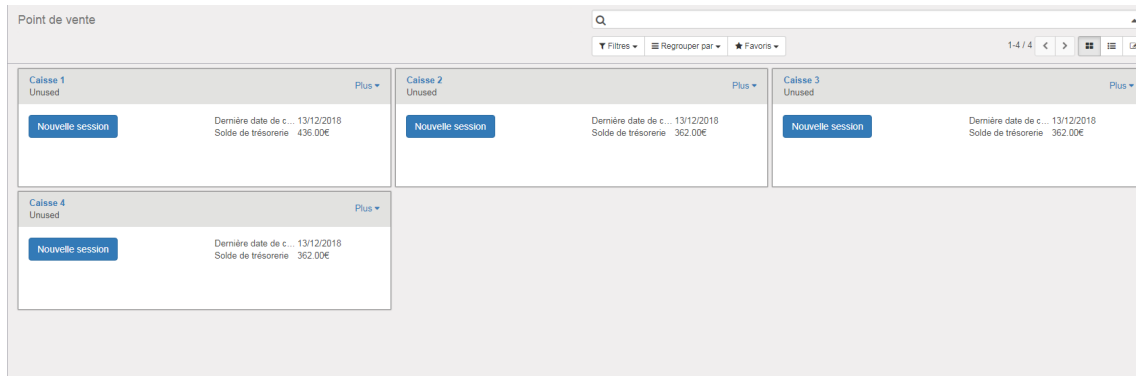 Point de vente
Filtres Regrouper par Favoris 1-4 / 4
Caisse 1 Plus
Unused
Nouvelle session
Dernière date de c... 13/12/2018
Solde de trésorerie 436.00€
Caisse 2 Plus
Unused
Nouvelle session
Dernière date de c... 13/12/2018
Solde de trésorerie 362.00€
Caisse 3 Plus
Unused
Nouvelle session
Dernière date de c... 13/12/2018
Solde de trésorerie 362.00€
Caisse 4 Plus
Unused
Nouvelle session
Dernière date de c... 13/12/2018
Solde de trésorerie 362.00€